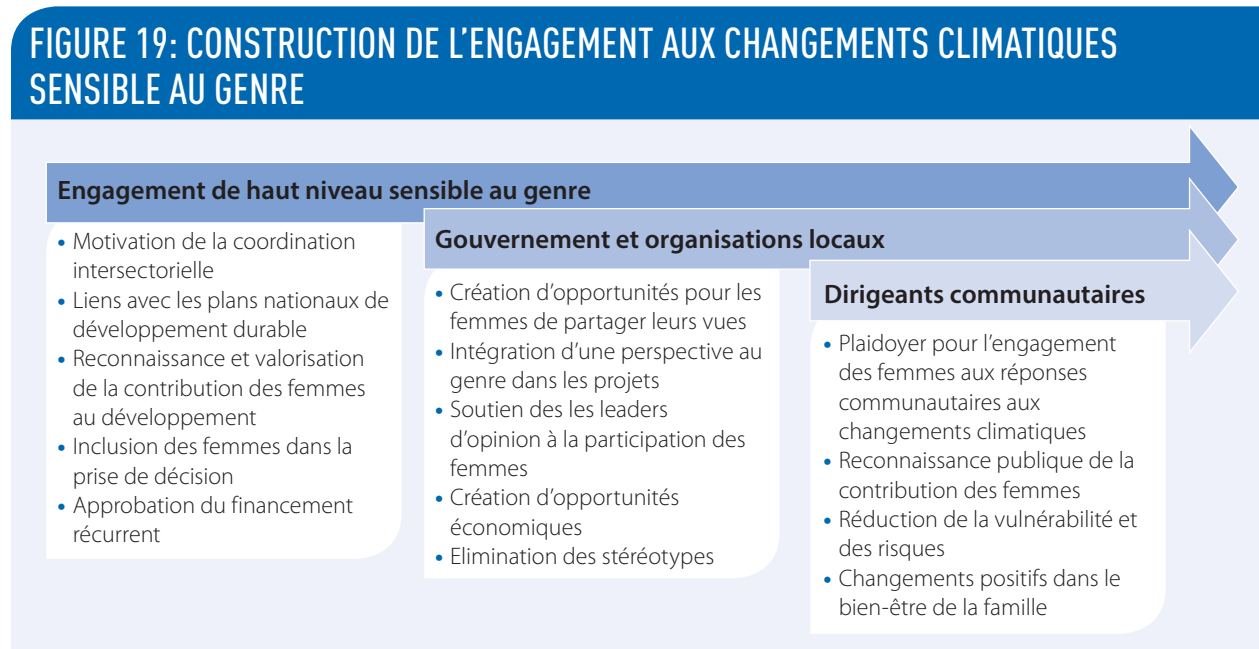 FIGURE 19: CONSTRUCTION DE L'ENGAGEMENT AUX CHANGEMENTS CLIMATIQUES
SENSIBLE AU GENRE
Engagement de haut niveau sensible au genre
• Motivation de la coordination
intersectorielle
• Liens avec les plans nationaux de
développement durable
• Reconnaissance et valorisation
de la contribution des femmes
au développement
• Inclusion des femmes dans la
prise de décision
• Approbation du financement
récurrent
Gouvernement et organisations locaux
• Création d'opportunités pour les
femmes de partager leurs vues
• Intégration d'une perspective au
genre dans les projets
• Soutien des les leaders
d'opinion à la participation des
femmes
• Création d'opportunités
économiques
• Elimination des stéréotypes
Dirigeants communautaires
• Plaidoyer pour l'engagement
des femmes aux réponses
communautaires aux
changements climatiques
• Reconnaissance publique de la
contribution des femmes
• Réduction de la vulnérabilité et
des risques
• Changements positifs dans le
bien-être de la famille